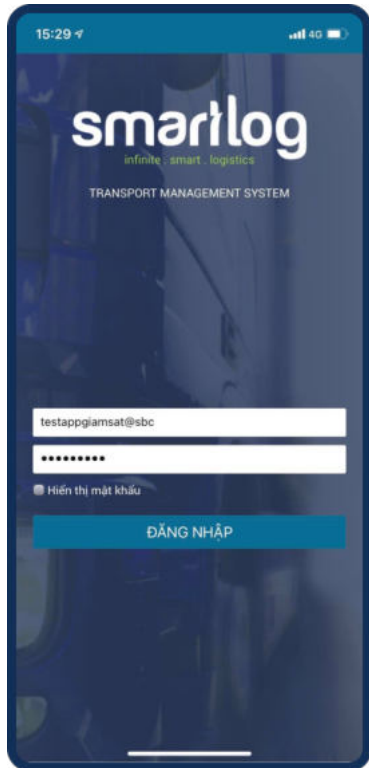 15:29
4G
smartlog
infinite . smart . logistics
TRANSPORT MANAGEMENT SYSTEM
testappgiamsat@sbc
•••••••••
Hiển thị mật khẩu
ĐĂNG NHẬP